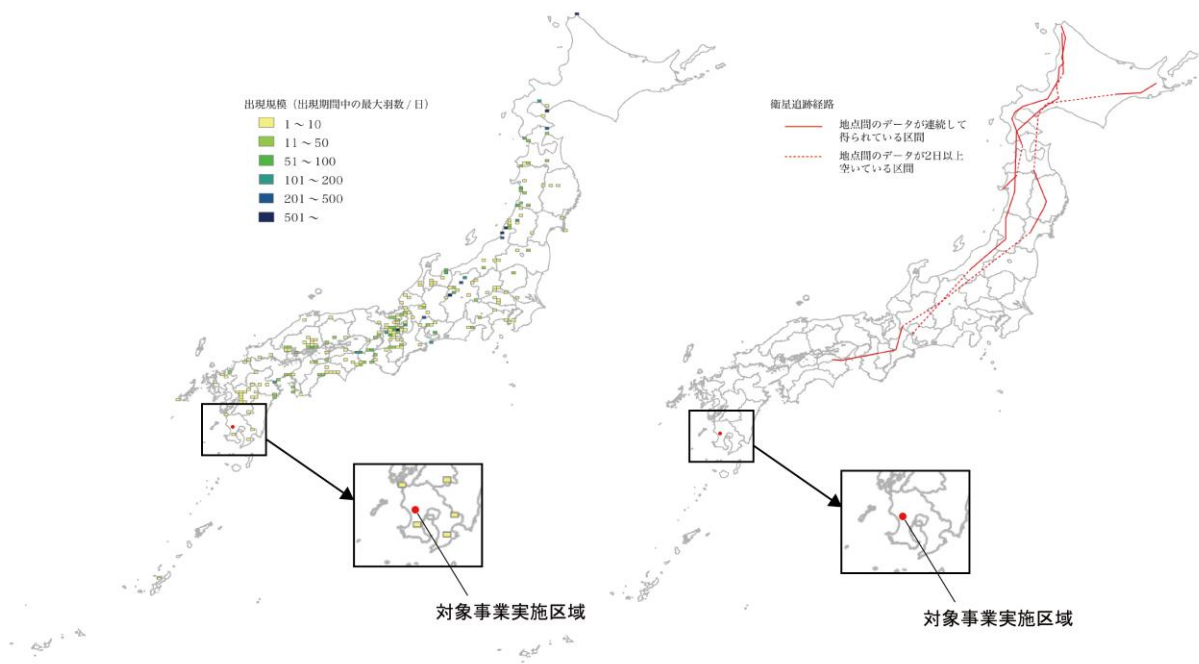 出現規模（出現期間中の最大羽数 / 日）
1～10
11～50
51～100
101～200
201～500
501～
対象事業実施区域
衛星追跡経路
地点間のデータが連続して
得られている区間
地点間のデータが2日以上
空いている区間
対象事業実施区域